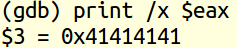 (gdb) print /x $eax
$3 = 0x41414141